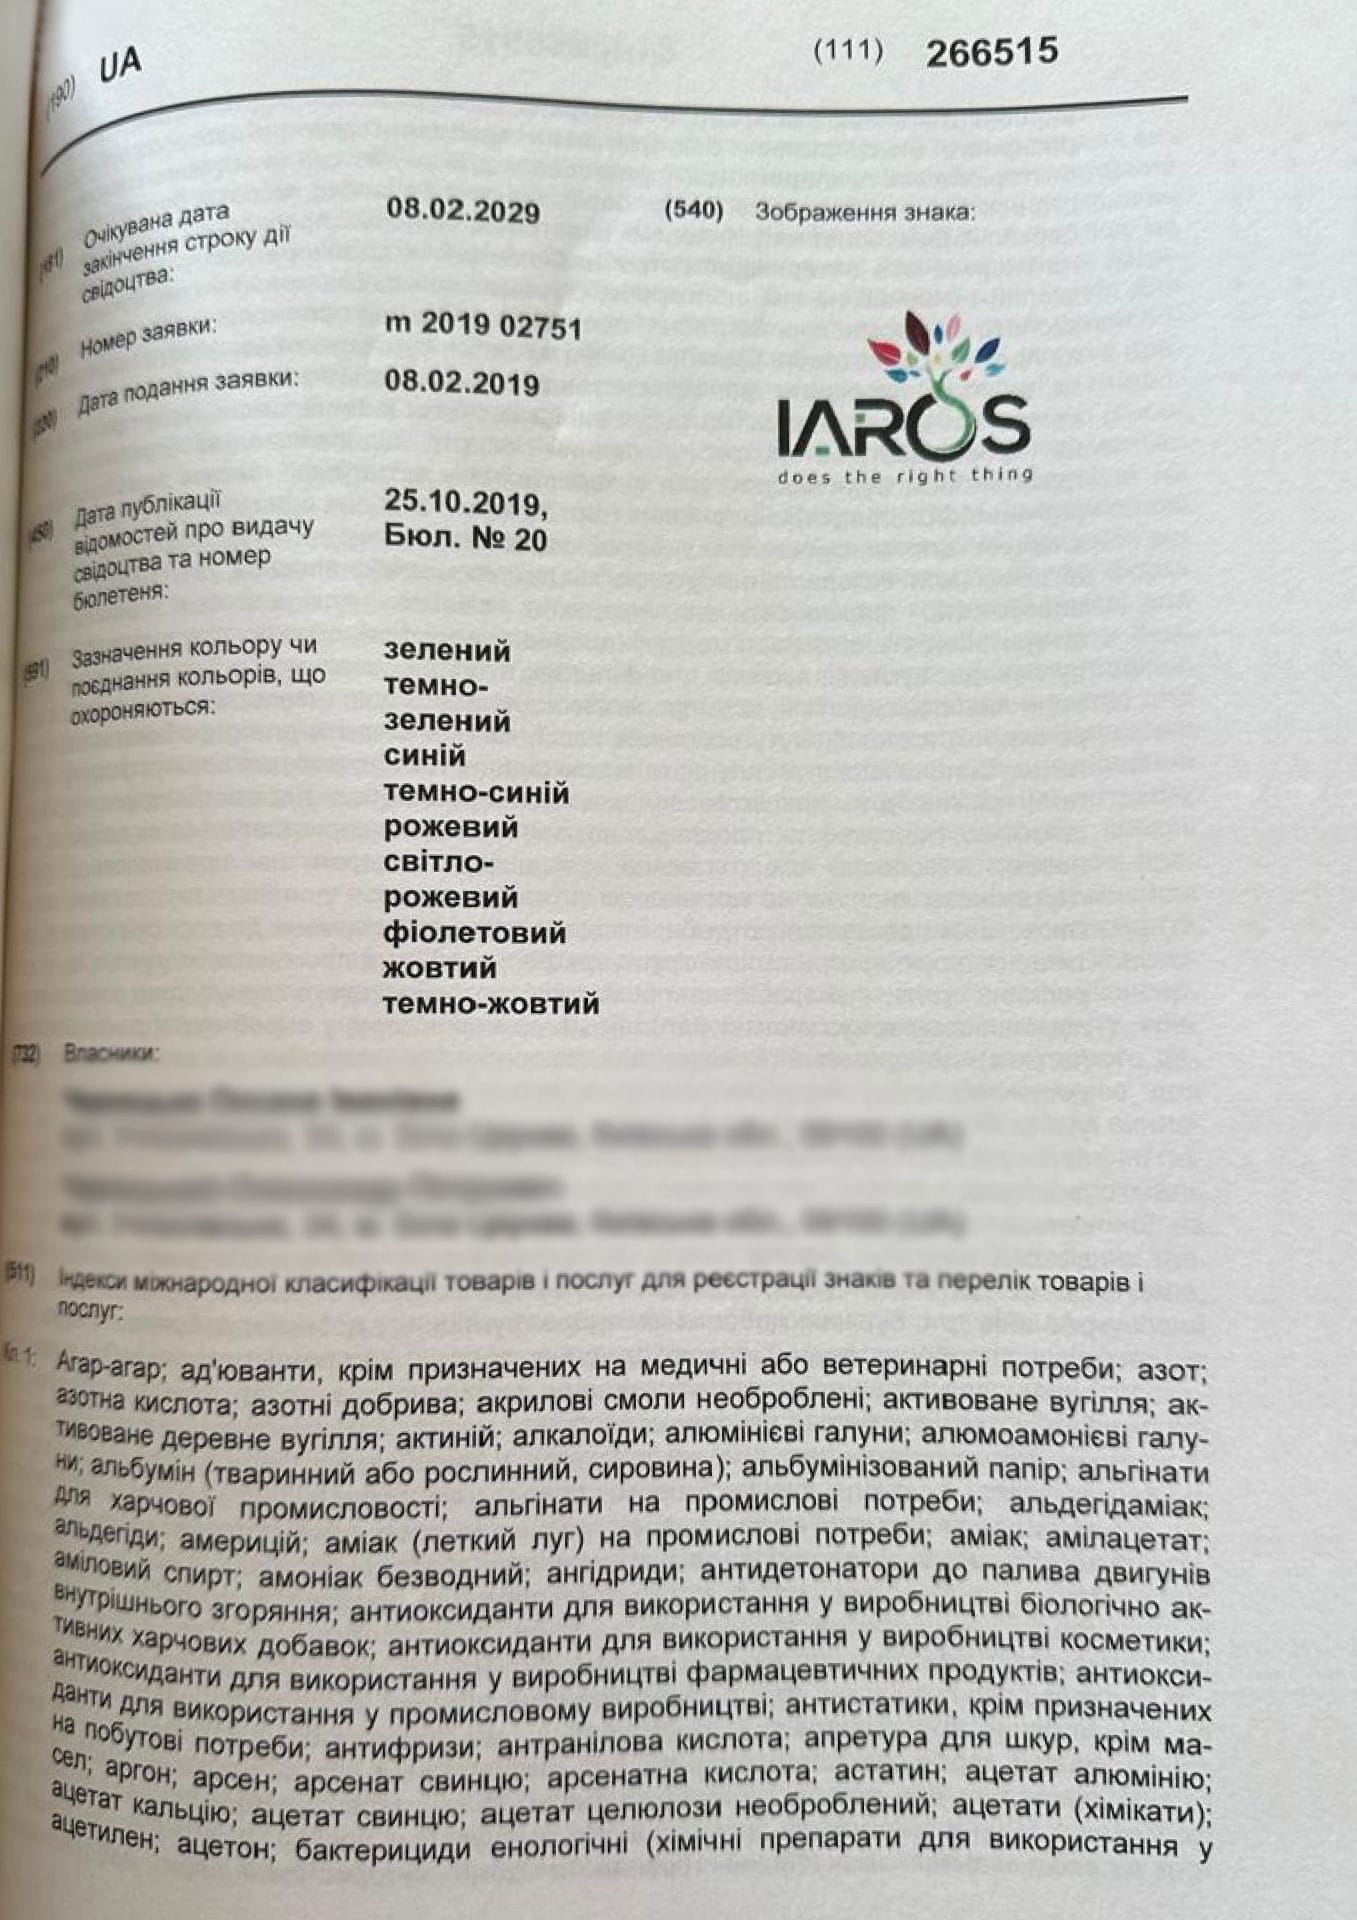 (190) UA (111) 266515
(181) Очікувана дата 08.02.2029 (540) Зображення знака:
закінчення строку дії
свідоцтва:
(210) Номер заявки: m 2019 02751
(220) Дата подання заявки: 08.02.2019
IAROS
does the right thing
(450) Дата публікації 25.10.2019,
відомостей про видачу Бюл. № 20
свідоцтва та номер
бюлетеня:
(591) Зазначення кольору чи зелений
поєднання кольорів, що темно-
охороняються: зелений
синій
темно-синій
рожевий
світло-
рожевий
фіолетовий
жовтий
темно-жовтий
(732) Власники:
(511) Індекси міжнародної класифікації товарів і послуг для реєстрації знаків та перелік товарів і
послуг:
Кл. 1: Агар-агар; ад'юванти, крім призначених на медичні або ветеринарні потреби; азот;
азотна кислота; азотні добрива; акрилові смоли необроблені; активоване вугілля; ак-
тивоване деревне вугілля; актиній; алкалоїди; алюмінієві галуни; алюмоамонієві галу-
ни; альбумін (тваринний або рослинний, сировина); альбумінізований папір; альгінати
для харчової промисловості; альгінати на промислові потреби; альдегідаміак;
альдегіди; америцій; аміак (леткий луг) на промислові потреби; аміак; амілацетат;
аміловий спирт; амоніак безводний; ангідриди; антидетонатори до палива двигунів
внутрішнього згоряння; антиоксиданти для використання у виробництві біологічно ак-
тивних харчових добавок; антиоксиданти для використання у виробництві косметики;
антиоксиданти для використання у виробництві фармацевтичних продуктів; антиокси-
данти для використання у промисловому виробництві; антистатики, крім призначених
на побутові потреби; антифризи; антранілова кислота; апретура для шкур, крім ма-
сел; аргон; арсен; арсенат свинцю; арсенатна кислота; астатин; ацетат алюмінію;
ацетат кальцію; ацетат свинцю; ацетат целюлози необроблений; ацетати (хімікати);
ацетилен; ацетон; бактерициди енологічні (хімічні препарати для використання у